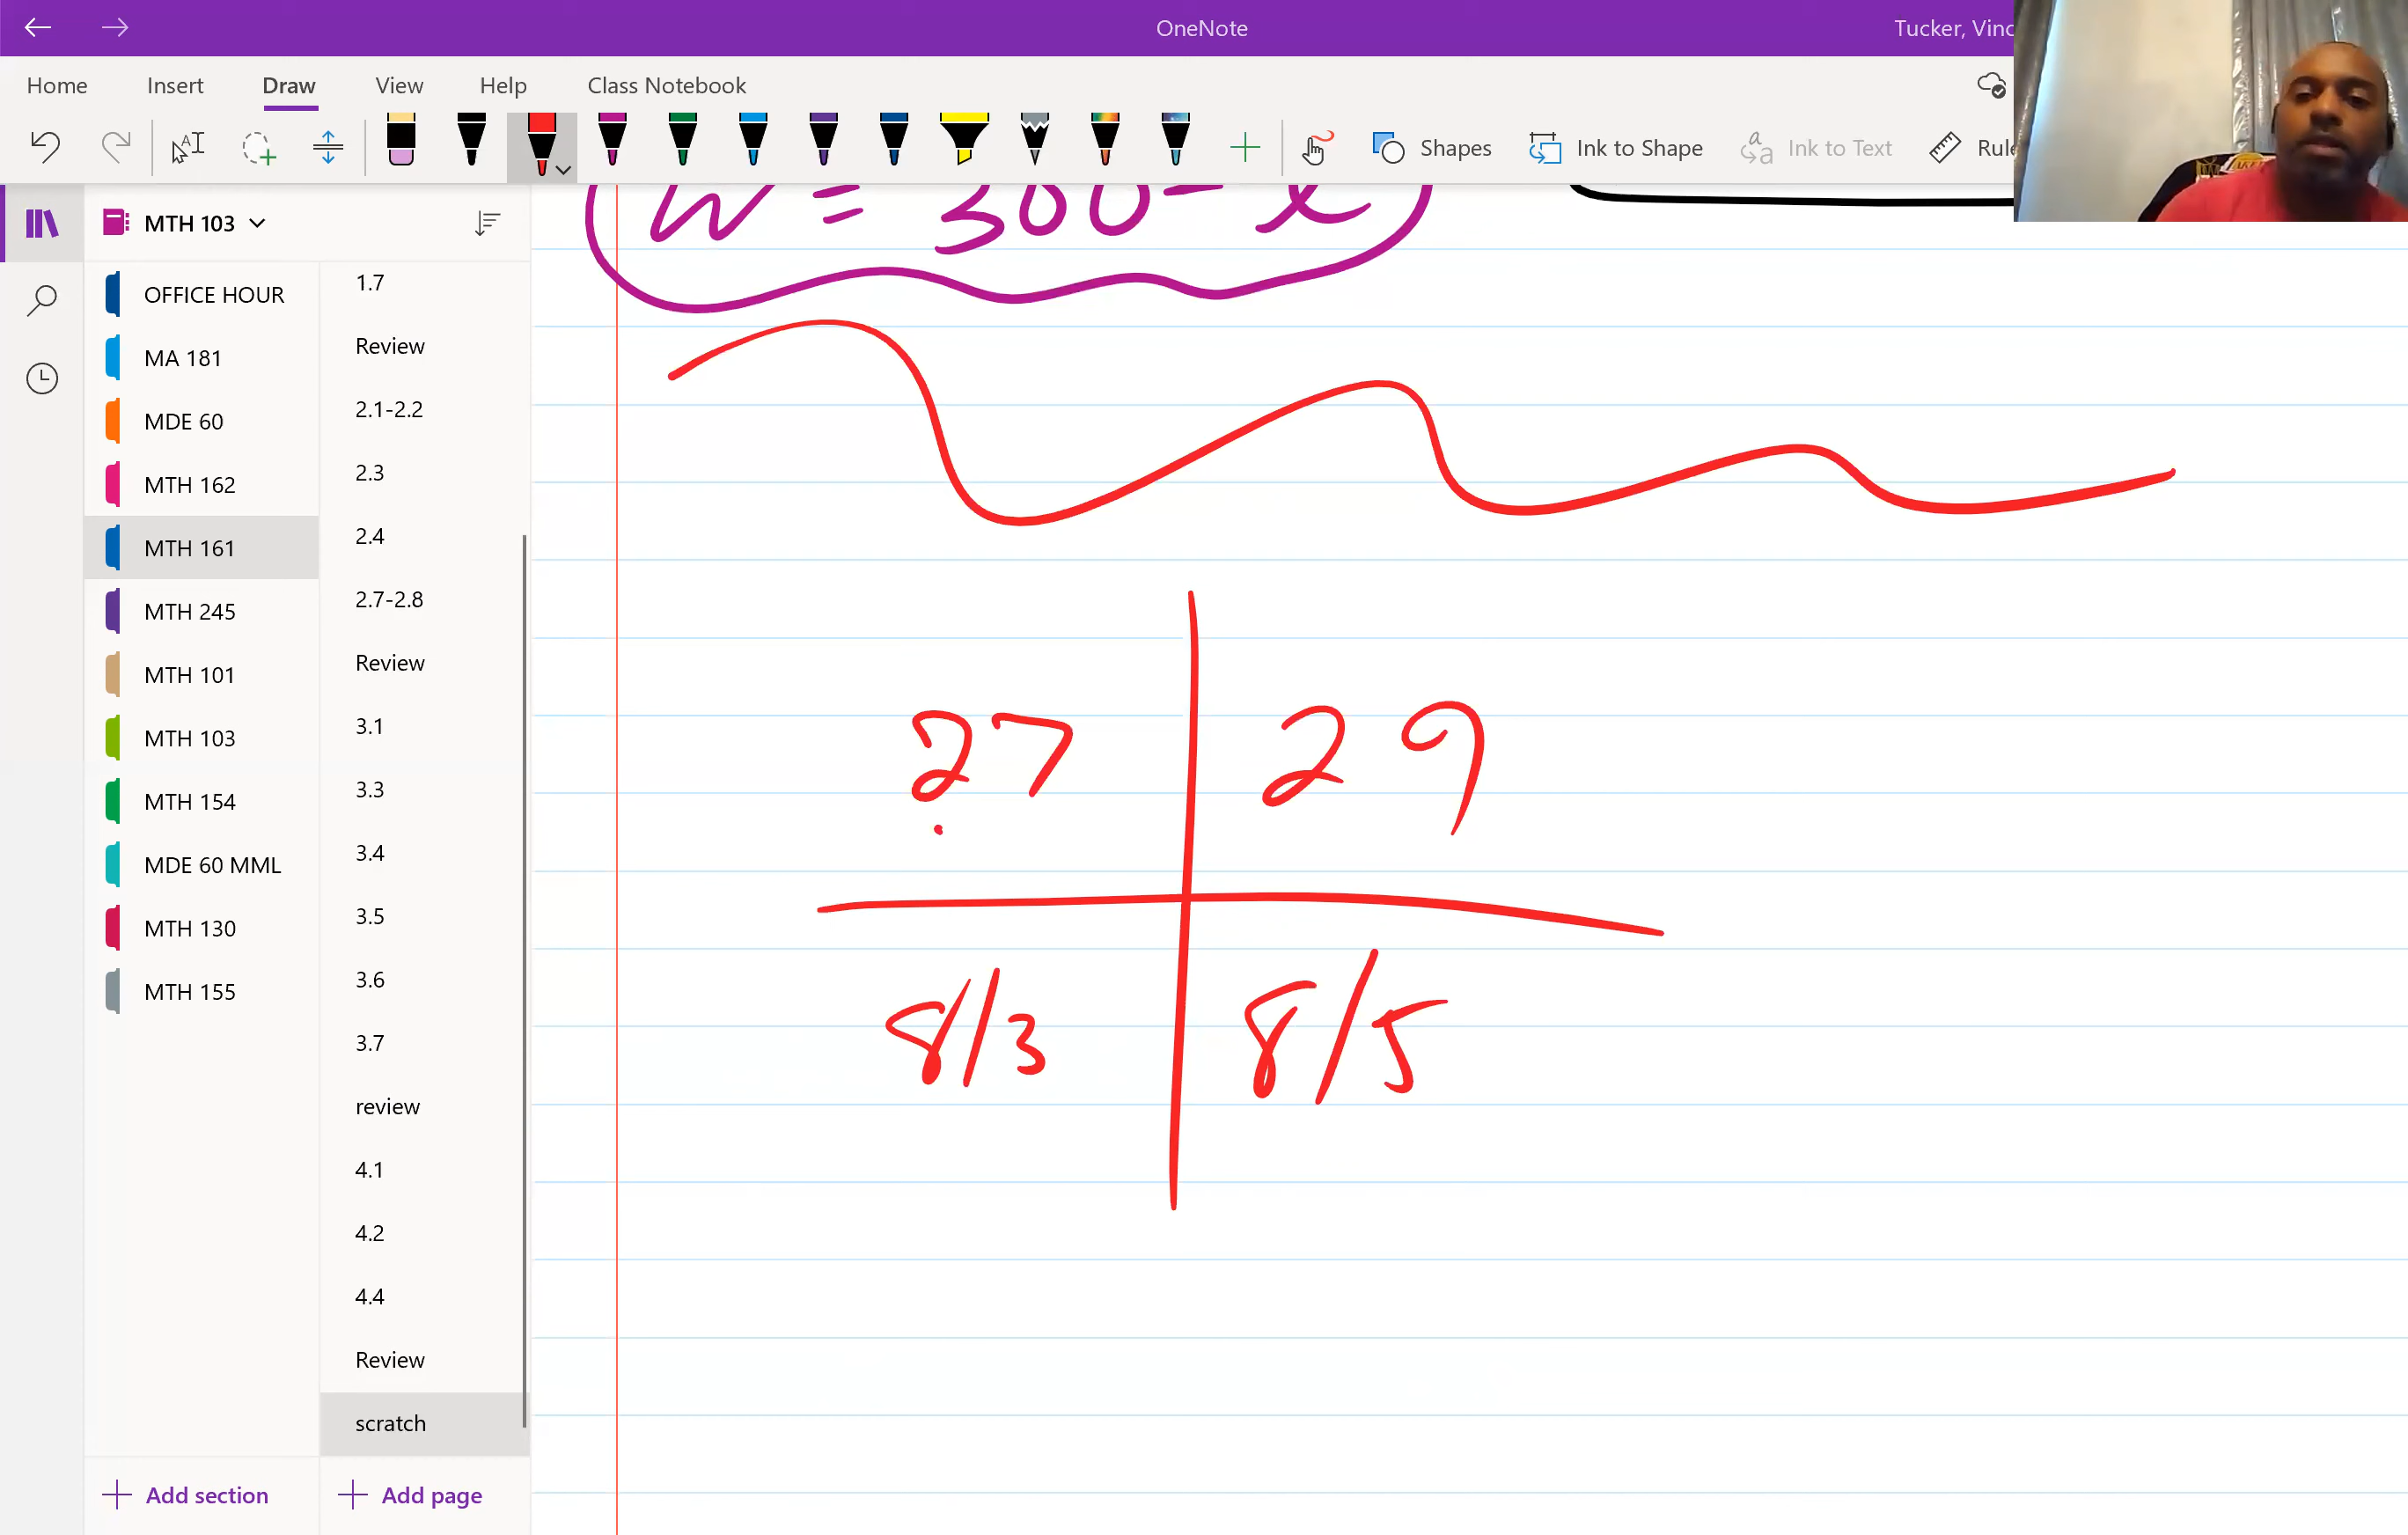 OneNote
Tucker, Vinc
Home Insert Draw View Help Class Notebook
Shapes Ink to Shape Ink to Text Rule
MTH 103
OFFICE HOUR
MA 181
MDE 60
MTH 162
MTH 161
MTH 245
MTH 101
MTH 103
MTH 154
MDE 60 MML
MTH 130
MTH 155
Add section
1.7
Review
2.1-2.2
2.3
2.4
2.7-2.8
Review
3.1
3.3
3.4
3.5
3.6
3.7
review
4.1
4.2
4.4
Review
scratch
Add page
W = 300 - l
27 29
8/3 8/5